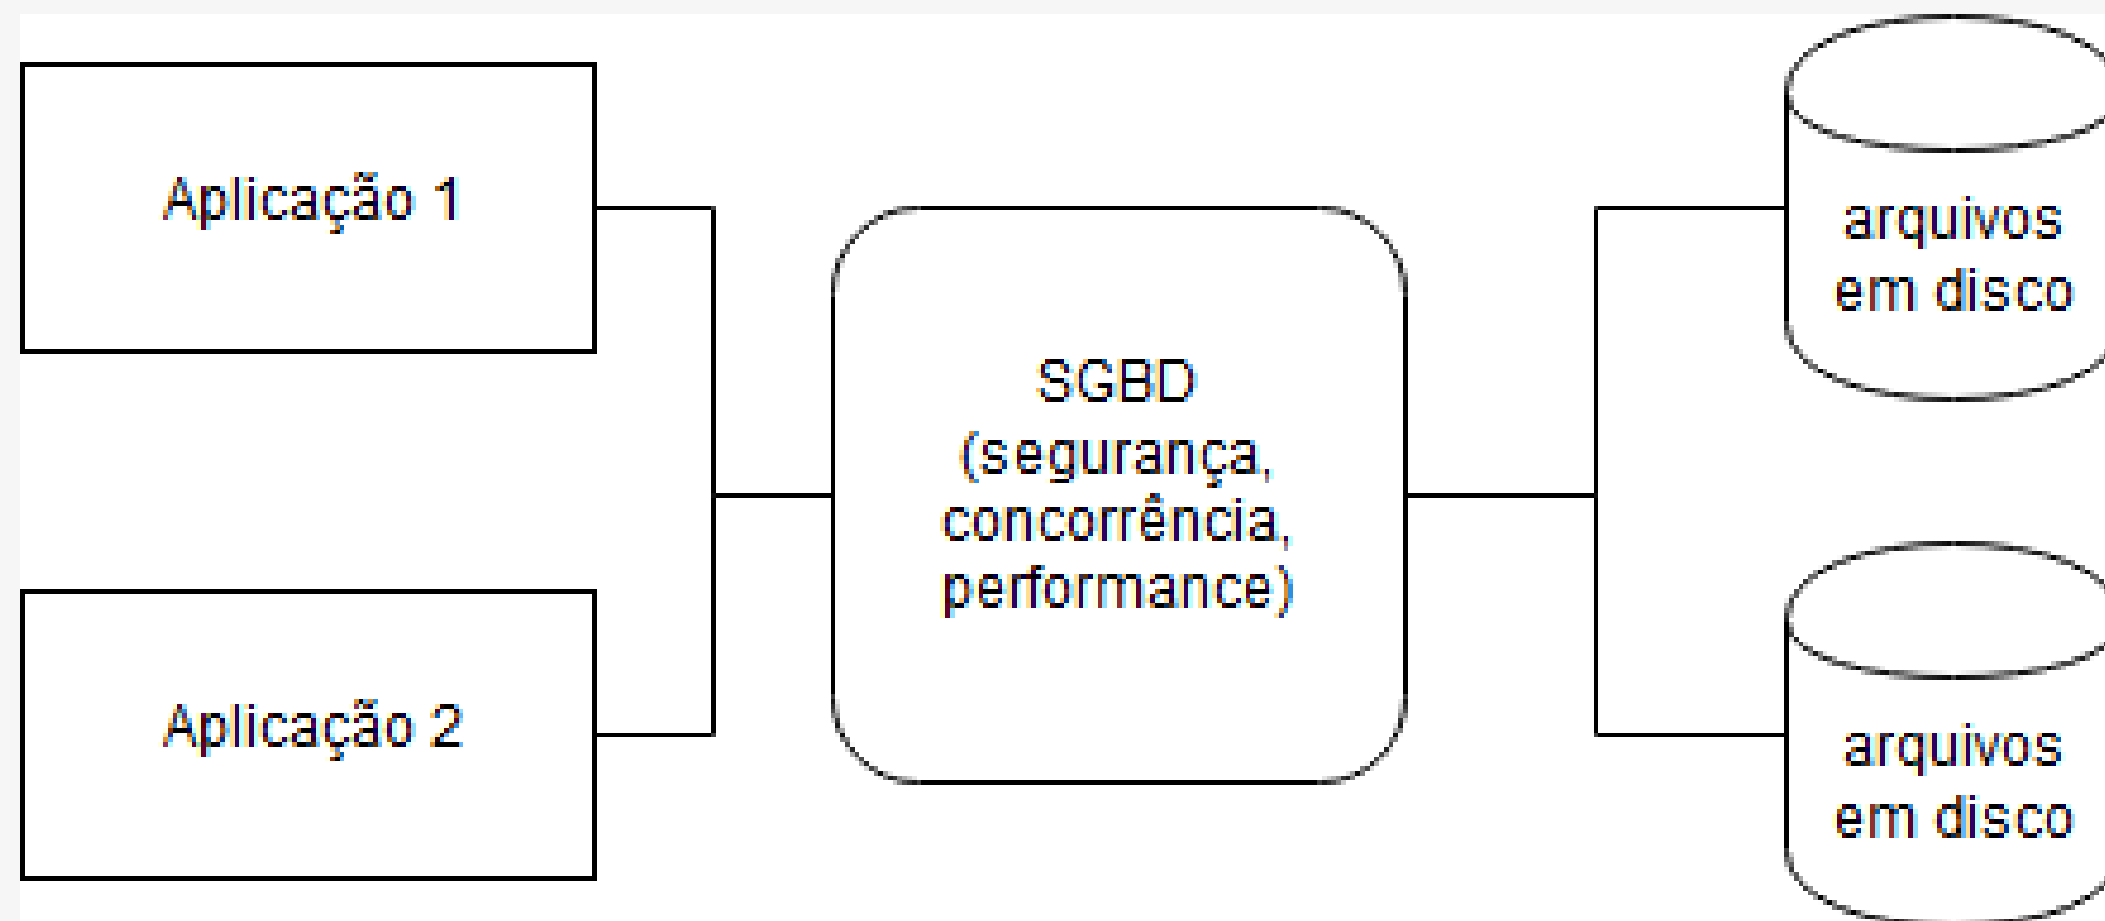 Aplicação 1
SGBD
(segurança,
concorrência,
performance)
Aplicação 2
arquivos
em disco
arquivos
em disco